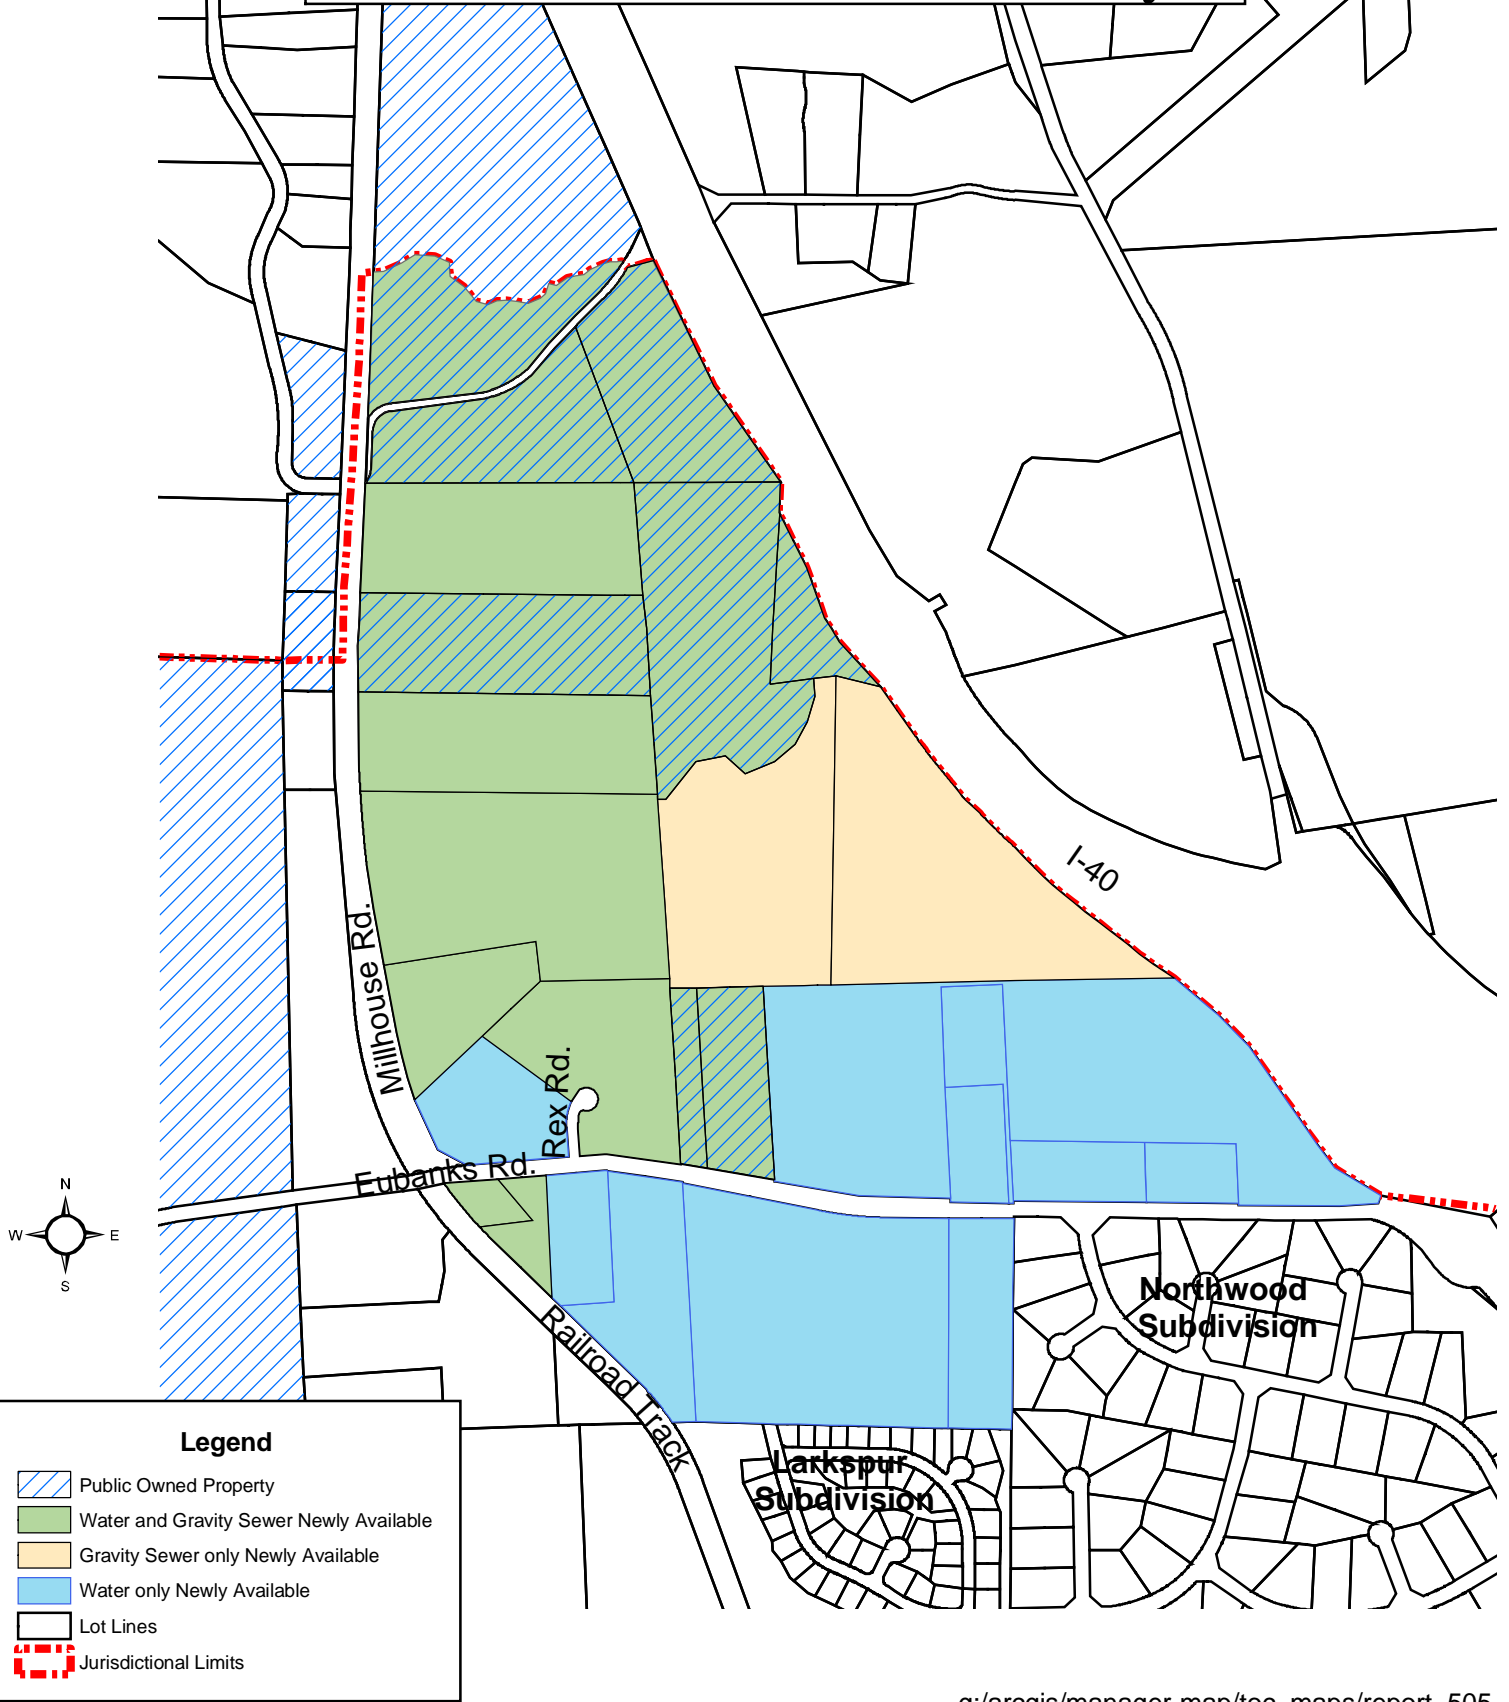 I-40
Millhouse Rd.
Rex Rd.
Eubanks Rd.
N
W
E
S
Northwood
Subdivision
Railroad Track
Larkspur
Subdivision
Legend
Public Owned Property
Water and Gravity Sewer Newly Available
Gravity Sewer only Newly Available
Water only Newly Available
Lot Lines
Jurisdictional Limits